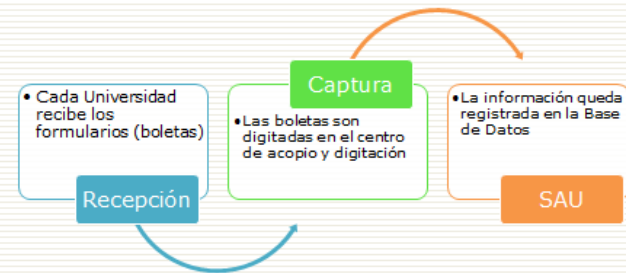 • Cada Universidad
recibe los
formularios (boletas)
Recepción
Captura
•Las boletas son
digitadas en el centro
de acopio y digitación
•La información queda
registrada en la Base
de Datos
SAU